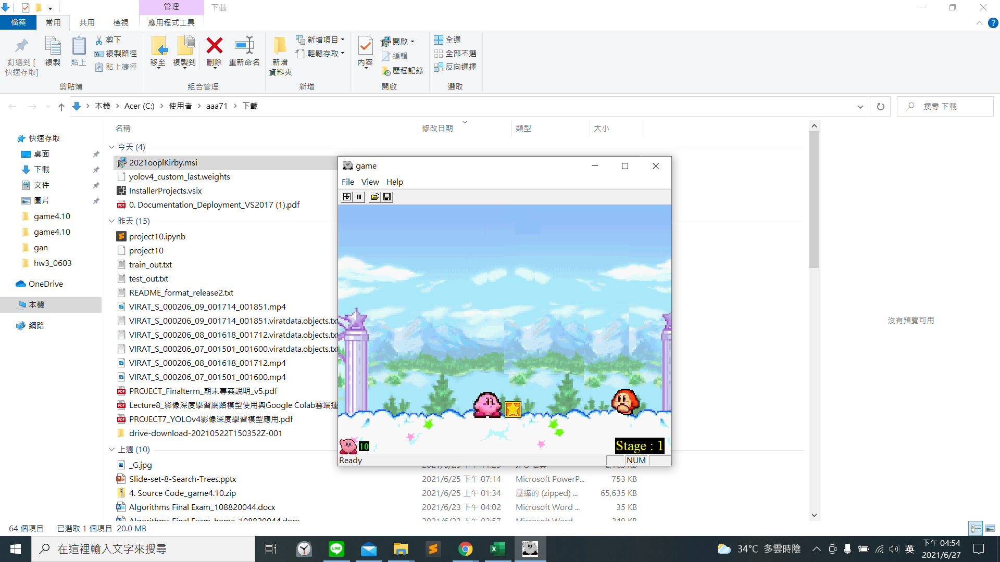 管理
下載
檔案
常用
共用
檢視
應用程式工具
釘選到 [
快速存取]
複製
貼上
剪下
複製路徑
貼上捷徑
剪貼簿
移至
複製到
刪除
重新命名
組合管理
新增
資料夾
新增項目
輕鬆存取
新增
內容
開啟
編輯
歷程記錄
開啟
全選
全部不選
反向選擇
選取
本機 > Acer (C:) > 使用者 > aaa71 > 下載
搜尋 下載
快速存取
桌面
下載
文件
圖片
game4.10
game4.10
gan
hw3_0603
OneDrive
本機
網路
名稱
修改日期
類型
大小
今天 (4)
2021ooplKirby.msi
yolov4_custom_last.weights
InstallerProjects.vsix
0. Documentation_Deployment_VS2017 (1).pdf
昨天 (15)
project10.ipynb
project10
train_out.txt
test_out.txt
README_format_release2.txt
VIRAT_S_000206_09_001714_001851.mp4
VIRAT_S_000206_09_001714_001851.viratdata.objects.txt
VIRAT_S_000206_08_001618_001712.viratdata.objects.txt
VIRAT_S_000206_07_001501_001600.viratdata.objects.txt
VIRAT_S_000206_08_001618_001712.mp4
VIRAT_S_000206_07_001501_001600.mp4
PROJECT_Finalterm_期末專案說明_v5.pdf
Lecture8_影像深度學習網路模型使用與Google Colab雲端運
PROJECT7_YOLOv4影像深度學習模型應用.pdf
drive-download-20210522T150352Z-001
上週 (10)
_G.jpg
Slide-set-8-Search-Trees.pptx 2021/6/25 下午 07:14 Microsoft PowerP... 753 KB
4. Source Code_game4.10.zip 2021/6/25 上午 01:34 壓縮的 (zipped) ... 65,635 KB
Algorithms Final Exam_108820044.docx 2021/6/23 下午 04:02 Microsoft Word ... 35 KB
Algorithms Final Exam_home_108820044.docx
game
File View Help
10
Stage : 1
Ready
NUM
沒有預覽可用
64 個項目
已選取 1 個項目 20.0 MB
在這裡輸入文字來搜尋
LINE
34°C 多雲時陰
英
下午 04:54
2021/6/27